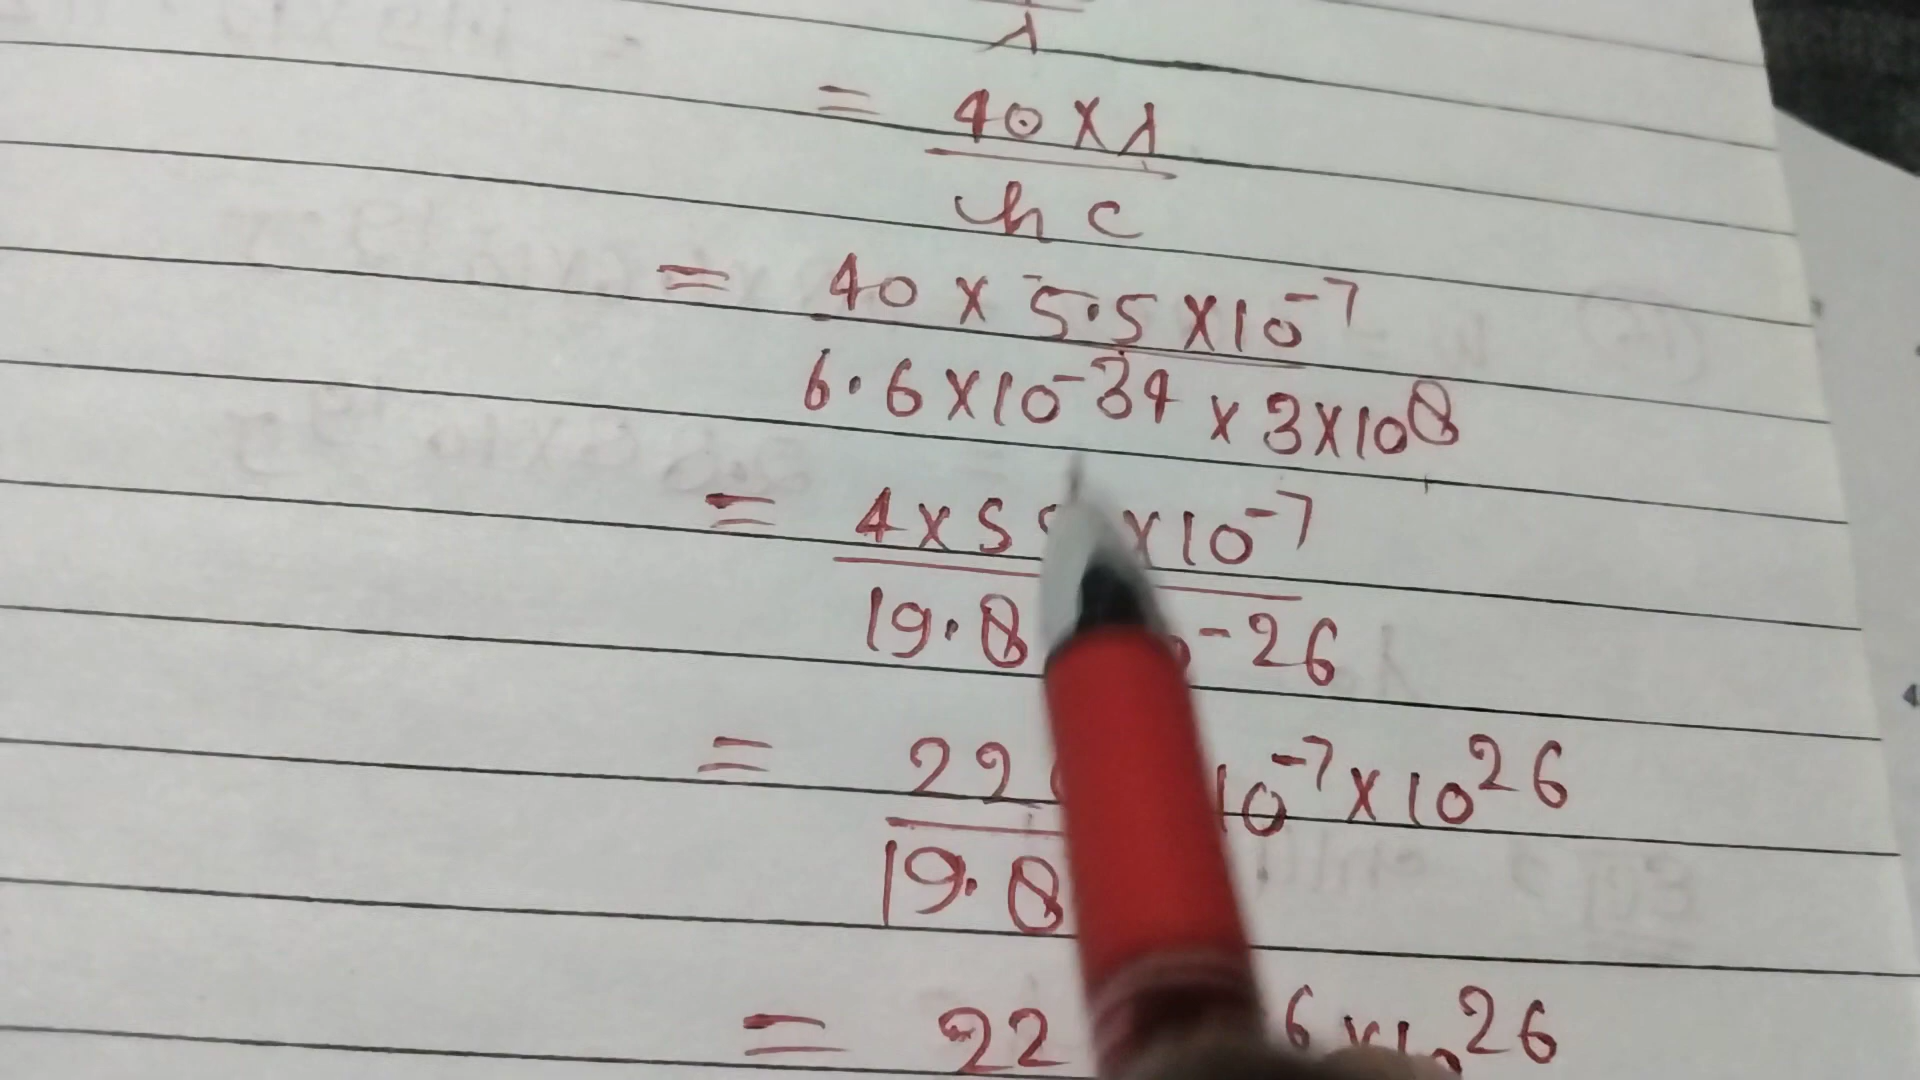 λ
= 40 × λ
h c
= 40 × 5.5 × 10⁻⁷
6.6 × 10⁻³⁴ × 3 × 10⁸
= 4 × 5 × 10⁻⁷
19.8 ⁻²⁶
= 22 10⁻⁷ × 10²⁶
19.8
= 22 ⁶ × 10²⁶